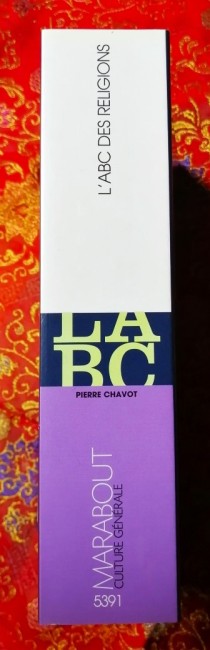 L'ABC DES RELIGIONS
LA
BC
PIERRE CHAVOT
MARABOUT
CULTURE GÉNÉRALE
5391